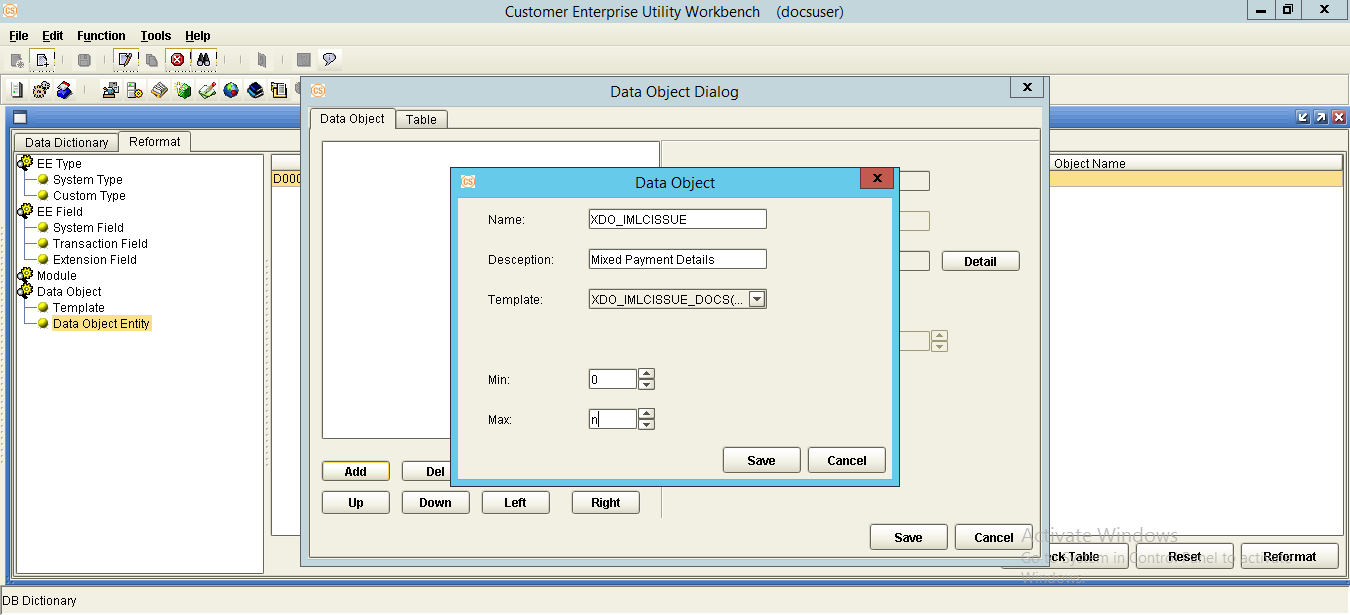 Customer Enterprise Utility Workbench (docsuser)
File Edit Function Tools Help
Data Object Dialog
Data Object Table
Data Dictionary Reformat
EE Type
System Type
Custom Type
EE Field
System Field
Transaction Field
Extension Field
Module
Data Object
Template
Data Object Entity
D000
Object Name
Data Object
Name: XDO_IMLCISSUE
Desception: Mixed Payment Details
Template: XDO_IMLCISSUE_DOCS(...
Min: 0
Max: n
Save Cancel
Detail
Add Del
Up Down Left Right
Save Cancel
ck Table Reset Reformat
Activate Windows
Go to System in Control Panel to activate
Windows.
DB Dictionary